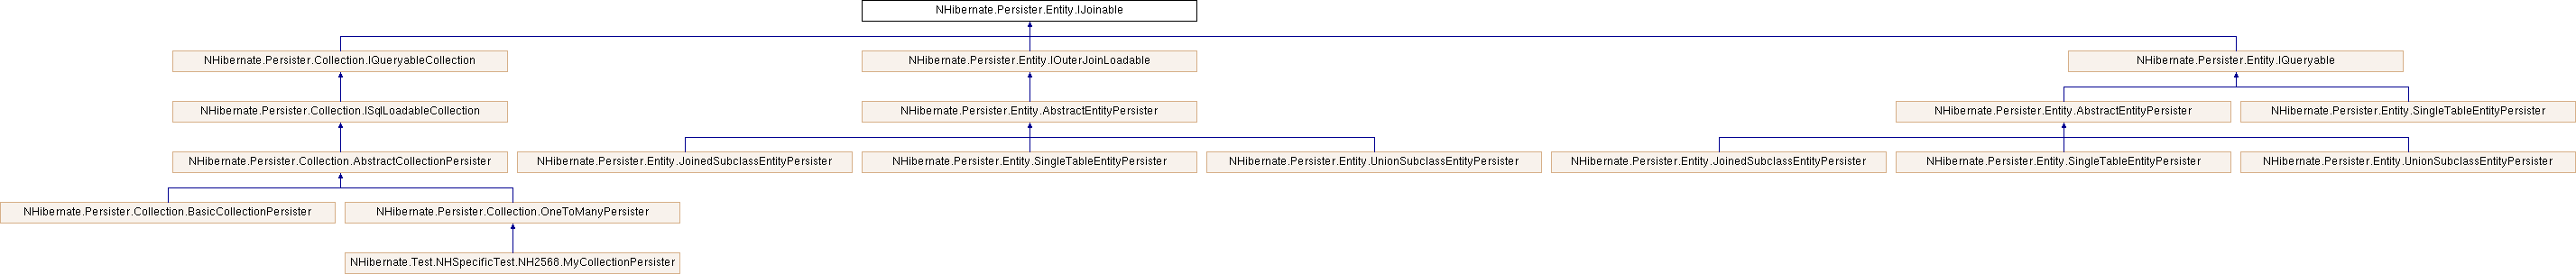 NHibernate.Persister.Entity.IJoinable
NHibernate.Persister.Collection.IQueryableCollection
NHibernate.Persister.Entity.IOuterJoinLoadable
NHibernate.Persister.Entity.IQueryable
NHibernate.Persister.Collection.ISqlLoadableCollection
NHibernate.Persister.Entity.AbstractEntityPersister
NHibernate.Persister.Entity.AbstractEntityPersister
NHibernate.Persister.Entity.SingleTableEntityPersister
NHibernate.Persister.Collection.AbstractCollectionPersister
NHibernate.Persister.Entity.JoinedSubclassEntityPersister
NHibernate.Persister.Entity.SingleTableEntityPersister
NHibernate.Persister.Entity.UnionSubclassEntityPersister
NHibernate.Persister.Entity.JoinedSubclassEntityPersister
NHibernate.Persister.Entity.SingleTableEntityPersister
NHibernate.Persister.Entity.UnionSubclassEntityPersister
NHibernate.Persister.Collection.BasicCollectionPersister
NHibernate.Persister.Collection.OneToManyPersister
NHibernate.Test.NHSpecificTest.NH2568.MyCollectionPersister